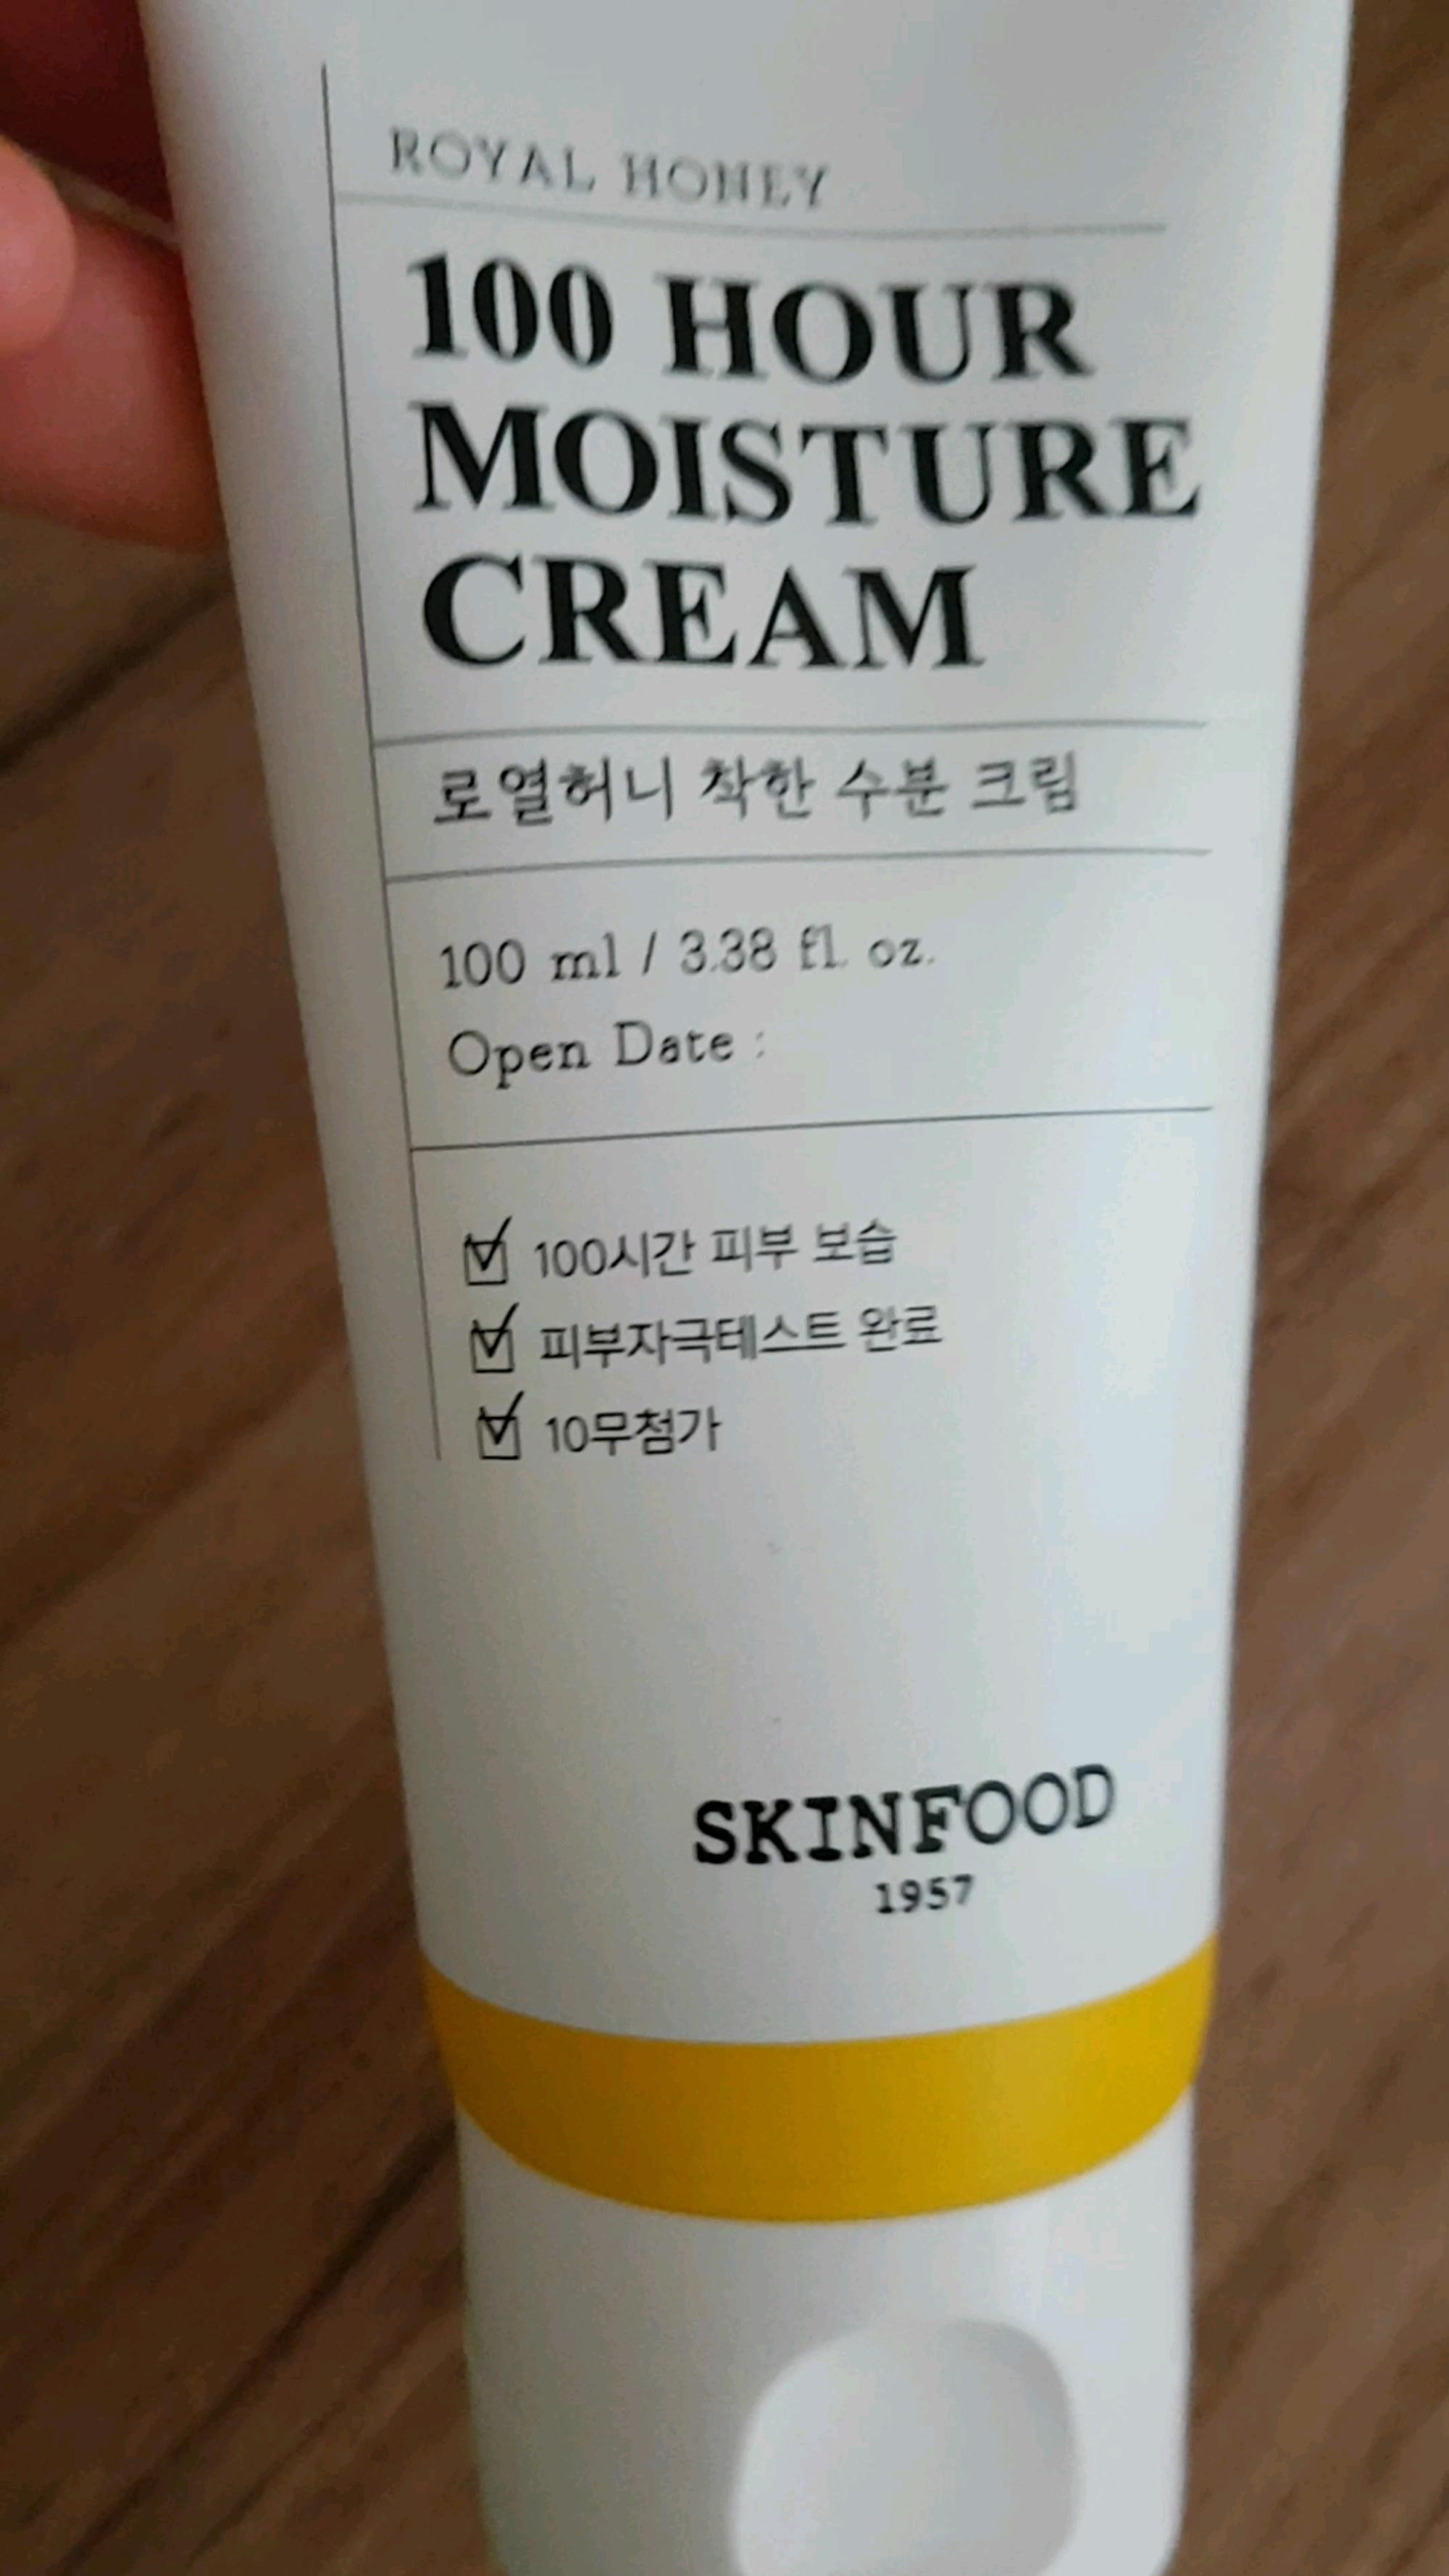 ROYAL HONEY
100 HOUR
MOISTURE
CREAM
로열허니 착한 수분 크림
100 ml / 3.38 fl. oz.
Open Date :
100시간 피부 보습
피부자극테스트 완료
10무첨가
SKINFOOD
1957